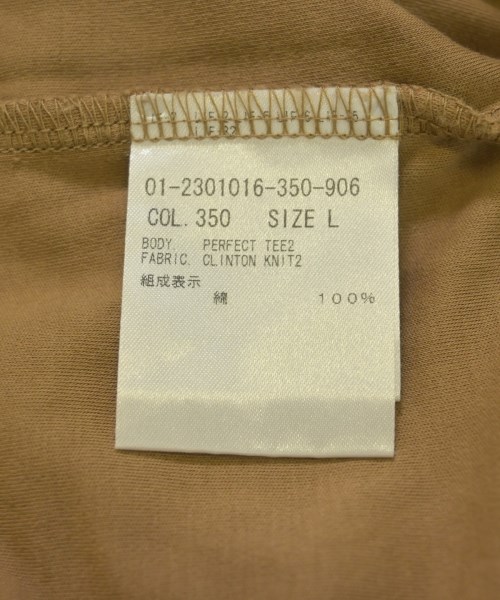 01-2301016-350-906
COL.350 SIZE L
BODY. PERFECT TEE2
FABRIC. CLINTON KNIT2
組成表示
綿 100%